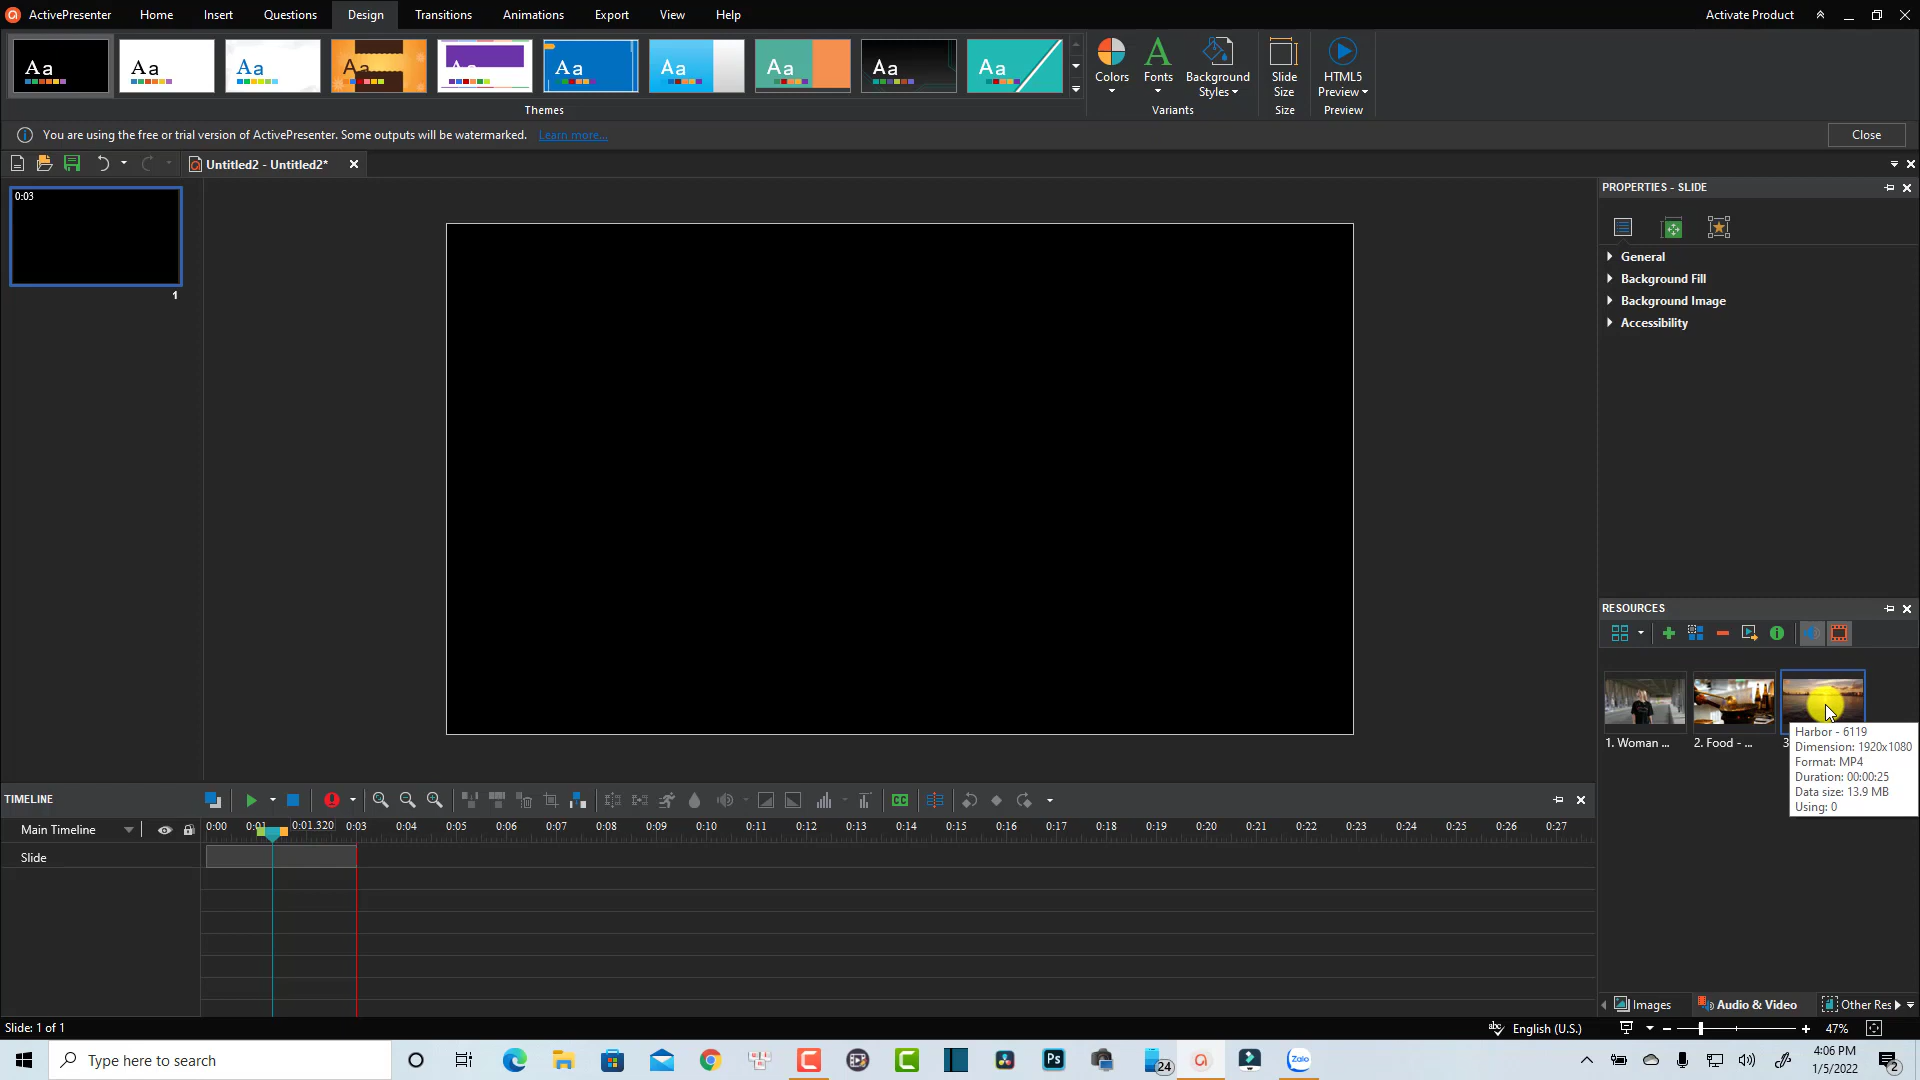 ActivePresenter Home Insert Questions Design Transitions Animations Export View Help Activate Product
Aa Aa Aa Aa Aa Aa Aa Aa Aa Aa
Colors Fonts Background Styles Slide Size HTML5 Preview
Themes Variants Size Preview
You are using the free or trial version of ActivePresenter. Some outputs will be watermarked. Learn more... Close
Untitled2 - Untitled2*
0:03
1
PROPERTIES - SLIDE
General
Background Fill
Background Image
Accessibility
RESOURCES
1. Woman ... 2. Food - ... 3
Harbor - 6119
Dimension: 1920x1080
Format: MP4
Duration: 00:00:25
Data size: 13.9 MB
Using: 0
Images Audio & Video Other Res
TIMELINE
CC
Main Timeline 0:00 0:01 0:01.320 0:03 0:04 0:05 0:06 0:07 0:08 0:09 0:10 0:11 0:12 0:13 0:14 0:15 0:16 0:17 0:18 0:19 0:20 0:21 0:22 0:23 0:24 0:25 0:26 0:27
Slide
Slide: 1 of 1 abc English (U.S.) 47%
Type here to search
Ps 24 Zalo
4:06 PM
1/5/2022
2